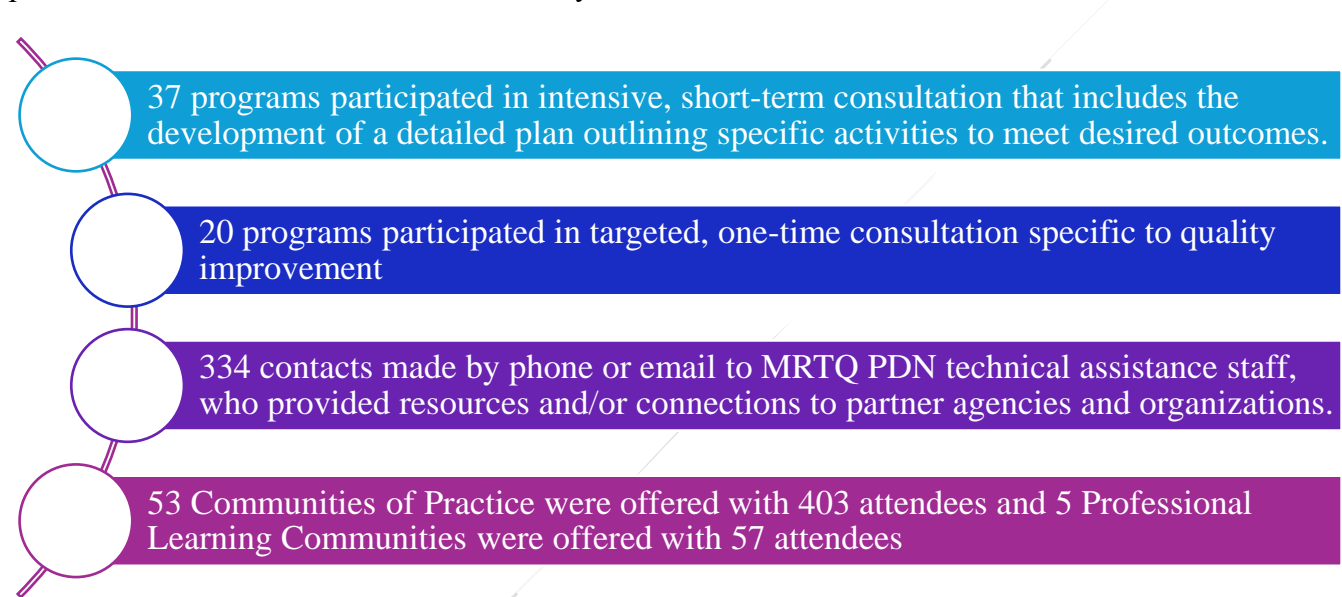 37 programs participated in intensive, short-term consultation that includes the
development of a detailed plan outlining specific activities to meet desired outcomes.
20 programs participated in targeted, one-time consultation specific to quality
improvement
334 contacts made by phone or email to MRTQ PDN technical assistance staff,
who provided resources and/or connections to partner agencies and organizations.
53 Communities of Practice were offered with 403 attendees and 5 Professional
Learning Communities were offered with 57 attendees